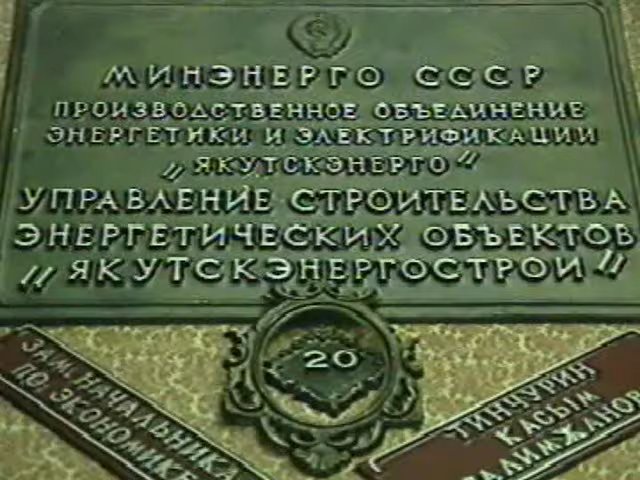 МИНЭНЕРГО СССР
ПРОИЗВОДСТВЕННОЕ ОБЪЕДИНЕНИЕ
ЭНЕРГЕТИКИ И ЭЛЕКТРИФИКАЦИИ
"ЯКУТСКЭНЕРГО"
УПРАВЛЕНИЕ СТРОИТЕЛЬСТВА
ЭНЕРГЕТИЧЕСКИХ ОБЪЕКТОВ
"ЯКУТСКЭНЕРГОСТРОЙ"
20
ЗАМ. НАЧАЛЬНИКА
ПО ЭКОНОМИКЕ
ТИНЧУРИН
КАСЫМ